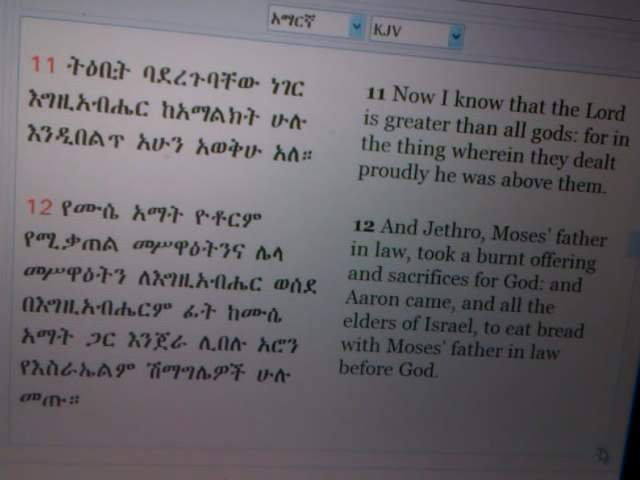 አማርኛ
KJV
11 ትዕቢት ባደረጉባቸው ነገር
እግዚአብሔር ከአማልክት ሁሉ
እንዲበልጥ አሁን አወቅሁ አለ።
12 የሙሴ አማት ዮቶርም
የሚቃጠል መሥዋዕትንና ሌላ
መሥዋዕትን ለእግዚአብሔር ወሰደ
በእግዚአብሔርም ፊት ከሙሴ
አማት ጋር እንጀራ ሊበሉ አሮን
የእስራኤልም ሽማግሌዎች ሁሉ
መጡ።
11 Now I know that the Lord
is greater than all gods: for in
the thing wherein they dealt
proudly he was above them.
12 And Jethro, Moses' father
in law, took a burnt offering
and sacrifices for God: and
Aaron came, and all the
elders of Israel, to eat bread
with Moses' father in law
before God.